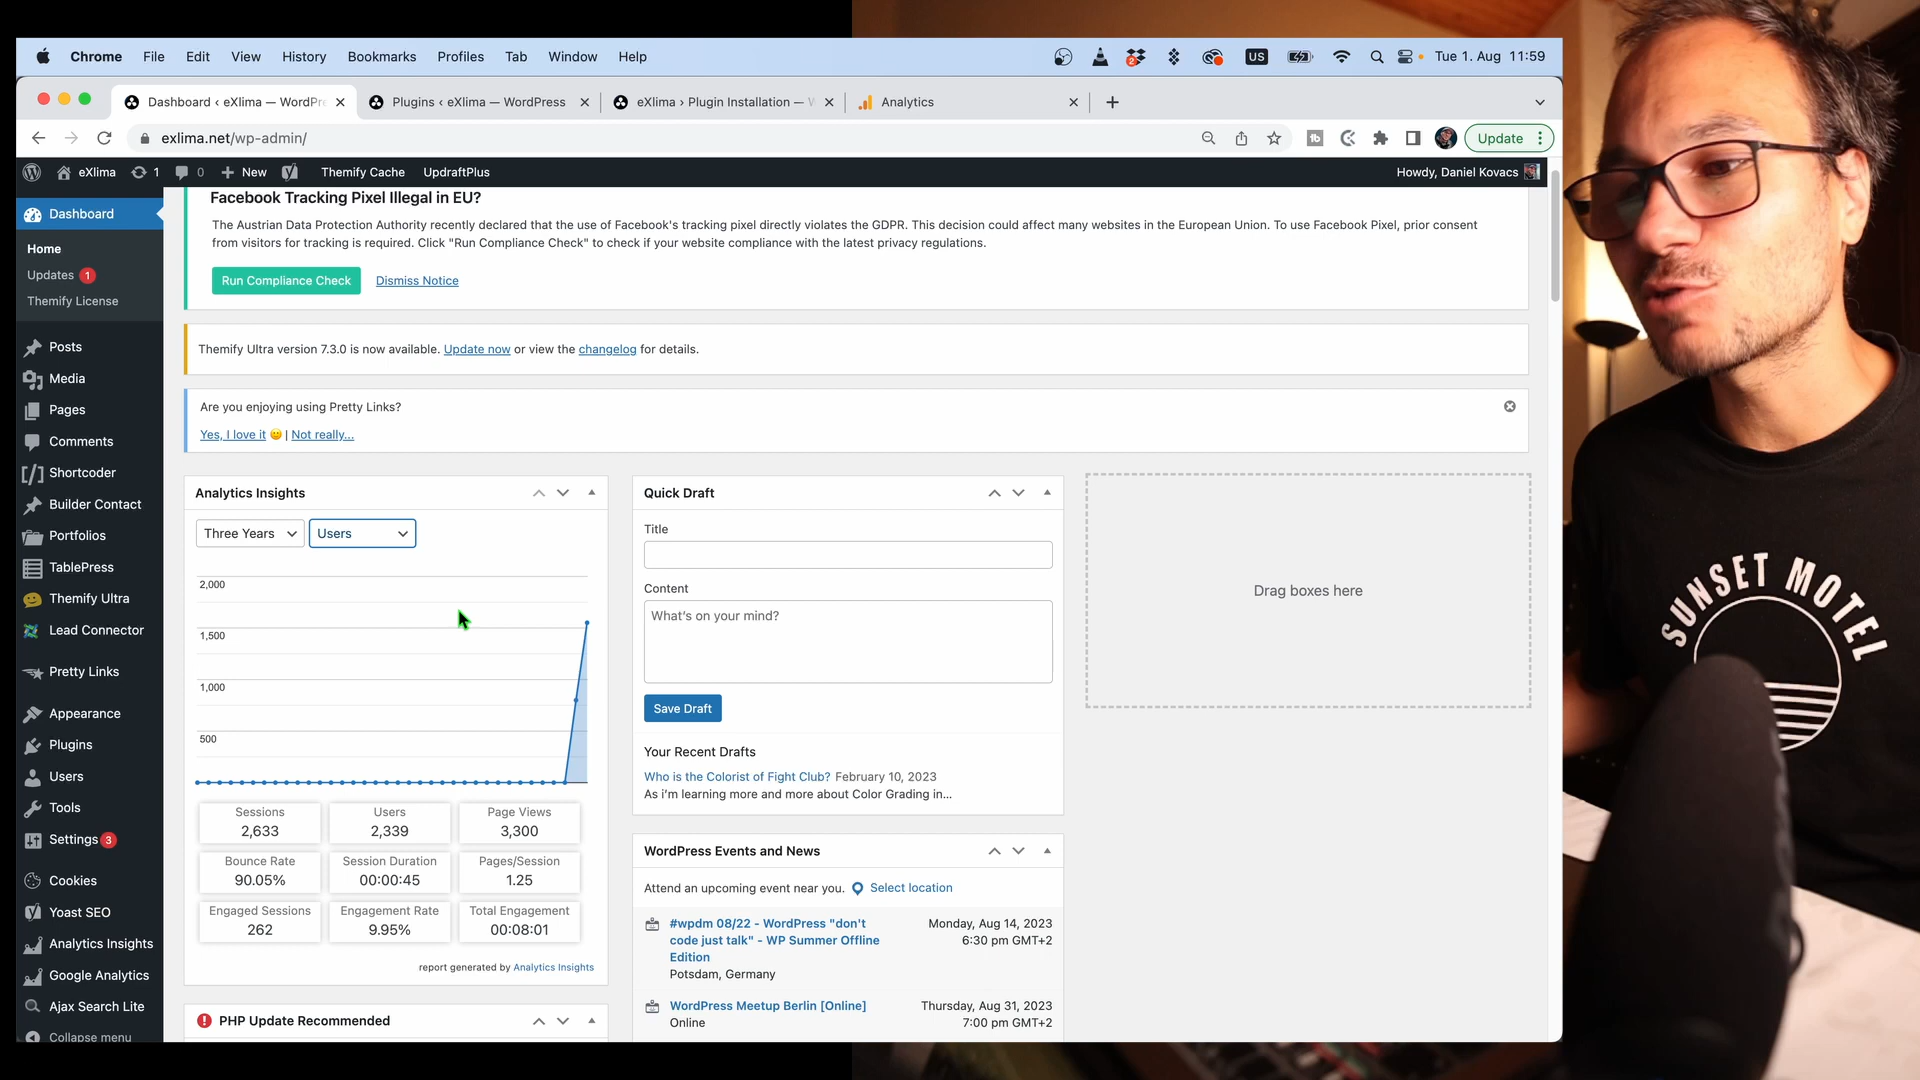 Chrome File Edit View History Bookmarks Profiles Tab Window Help
2
US
Tue 1. Aug 11:59
Dashboard ‹ eXlima — WordPre
Plugins ‹ eXlima — WordPress
eXlima › Plugin Installation — W
Analytics
exlima.net/wp-admin/
Update
eXlima
1
0
New
Themify Cache
UpdraftPlus
Howdy, Daniel Kovacs
Dashboard
Home
Updates 1
Themify License
Posts
Media
Pages
Comments
[/] Shortcoder
Builder Contact
Portfolios
TablePress
Themify Ultra
Lead Connector
Pretty Links
Appearance
Plugins
Users
Tools
Settings 3
Cookies
Yoast SEO
Analytics Insights
Google Analytics
Ajax Search Lite
Collapse menu
Facebook Tracking Pixel Illegal in EU?
The Austrian Data Protection Authority recently declared that the use of Facebook's tracking pixel directly violates the GDPR. This decision could affect many websites in the European Union. To use Facebook Pixel, prior consent
from visitors for tracking is required. Click "Run Compliance Check" to check if your website compliance with the latest privacy regulations.
Run Compliance Check
Dismiss Notice
Themify Ultra version 7.3.0 is now available. Update now or view the changelog for details.
Are you enjoying using Pretty Links?
Yes, I love it | Not really...
Analytics Insights
Three Years
Users
2,000
1,500
1,000
500
Sessions
2,633
Users
2,339
Page Views
3,300
Bounce Rate
90.05%
Session Duration
00:00:45
Pages/Session
1.25
Engaged Sessions
262
Engagement Rate
9.95%
Total Engagement
00:08:01
report generated by Analytics Insights
PHP Update Recommended
Quick Draft
Title
Content
What's on your mind?
Save Draft
Your Recent Drafts
Who is the Colorist of Fight Club? February 10, 2023
As i'm learning more and more about Color Grading in…
WordPress Events and News
Attend an upcoming event near you. Select location
#wpdm 08/22 - WordPress "don't
code just talk" - WP Summer Offline
Edition
Potsdam, Germany
Monday, Aug 14, 2023
6:30 pm GMT+2
WordPress Meetup Berlin [Online]
Online
Thursday, Aug 31, 2023
7:00 pm GMT+2
Drag boxes here
SUNSET MOTEL